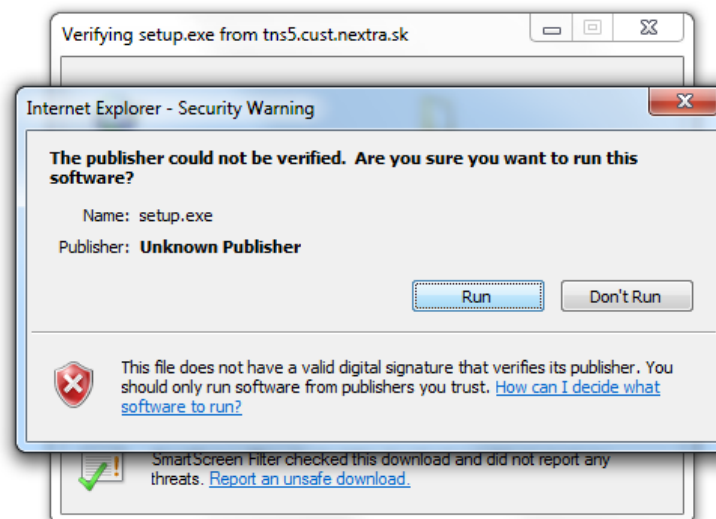 Verifying setup.exe from tns5.cust.nextra.sk
Internet Explorer - Security Warning
The publisher could not be verified.  Are you sure you want to run this
software?
Name: setup.exe
Publisher: Unknown Publisher
Run Don't Run
This file does not have a valid digital signature that verifies its publisher. You
should only run software from publishers you trust. How can I decide what
software to run?
SmartScreen Filter checked this download and did not report any
threats. Report an unsafe download.